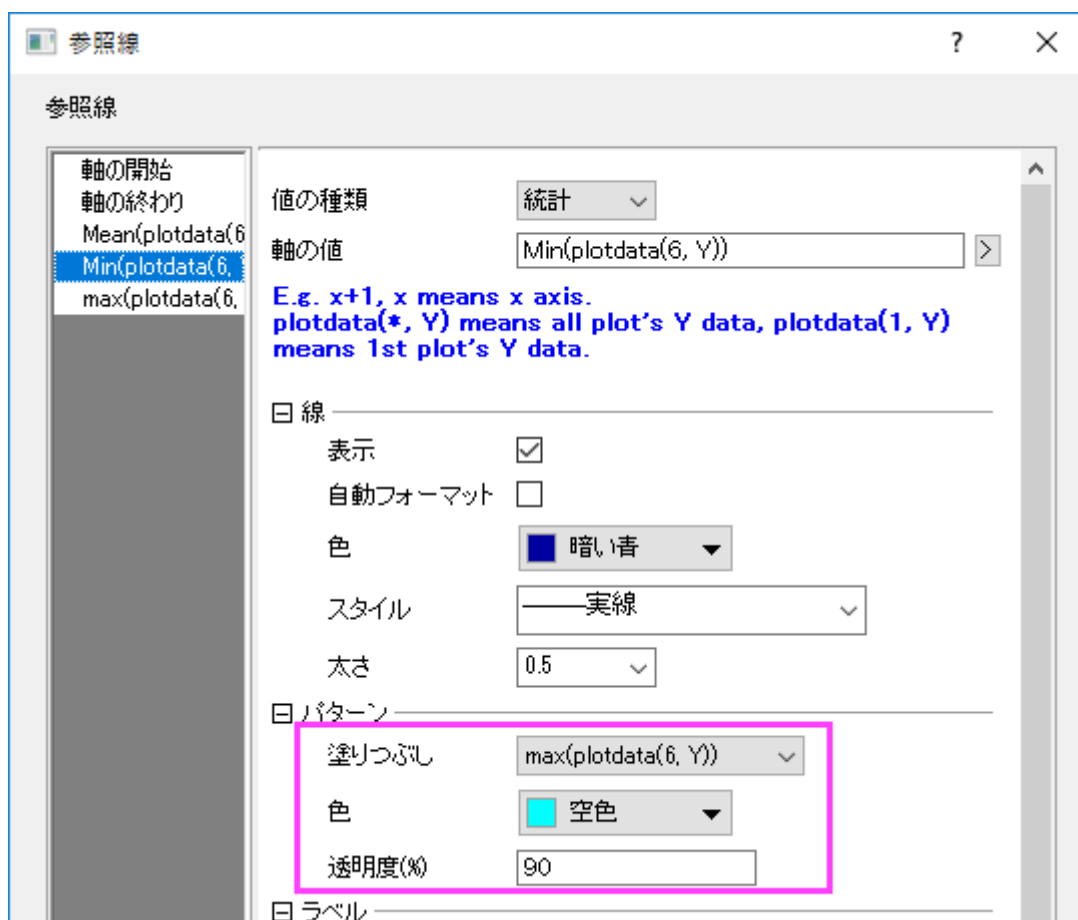 参照線 ?
参照線
軸の開始
軸の終わり
Mean(plotdata(6
Min(plotdata(6,
max(plotdata(6,
値の種類 統計
軸の値 Min(plotdata(6, Y)) >
E.g. x+1, x means x axis.
plotdata(*, Y) means all plot's Y data, plotdata(1, Y)
means 1st plot's Y data.
線
表示
自動フォーマット
色 暗い青
スタイル 実線
太さ 0.5
パターン
塗りつぶし max(plotdata(6, Y))
色 空色
透明度(%) 90
ラベル